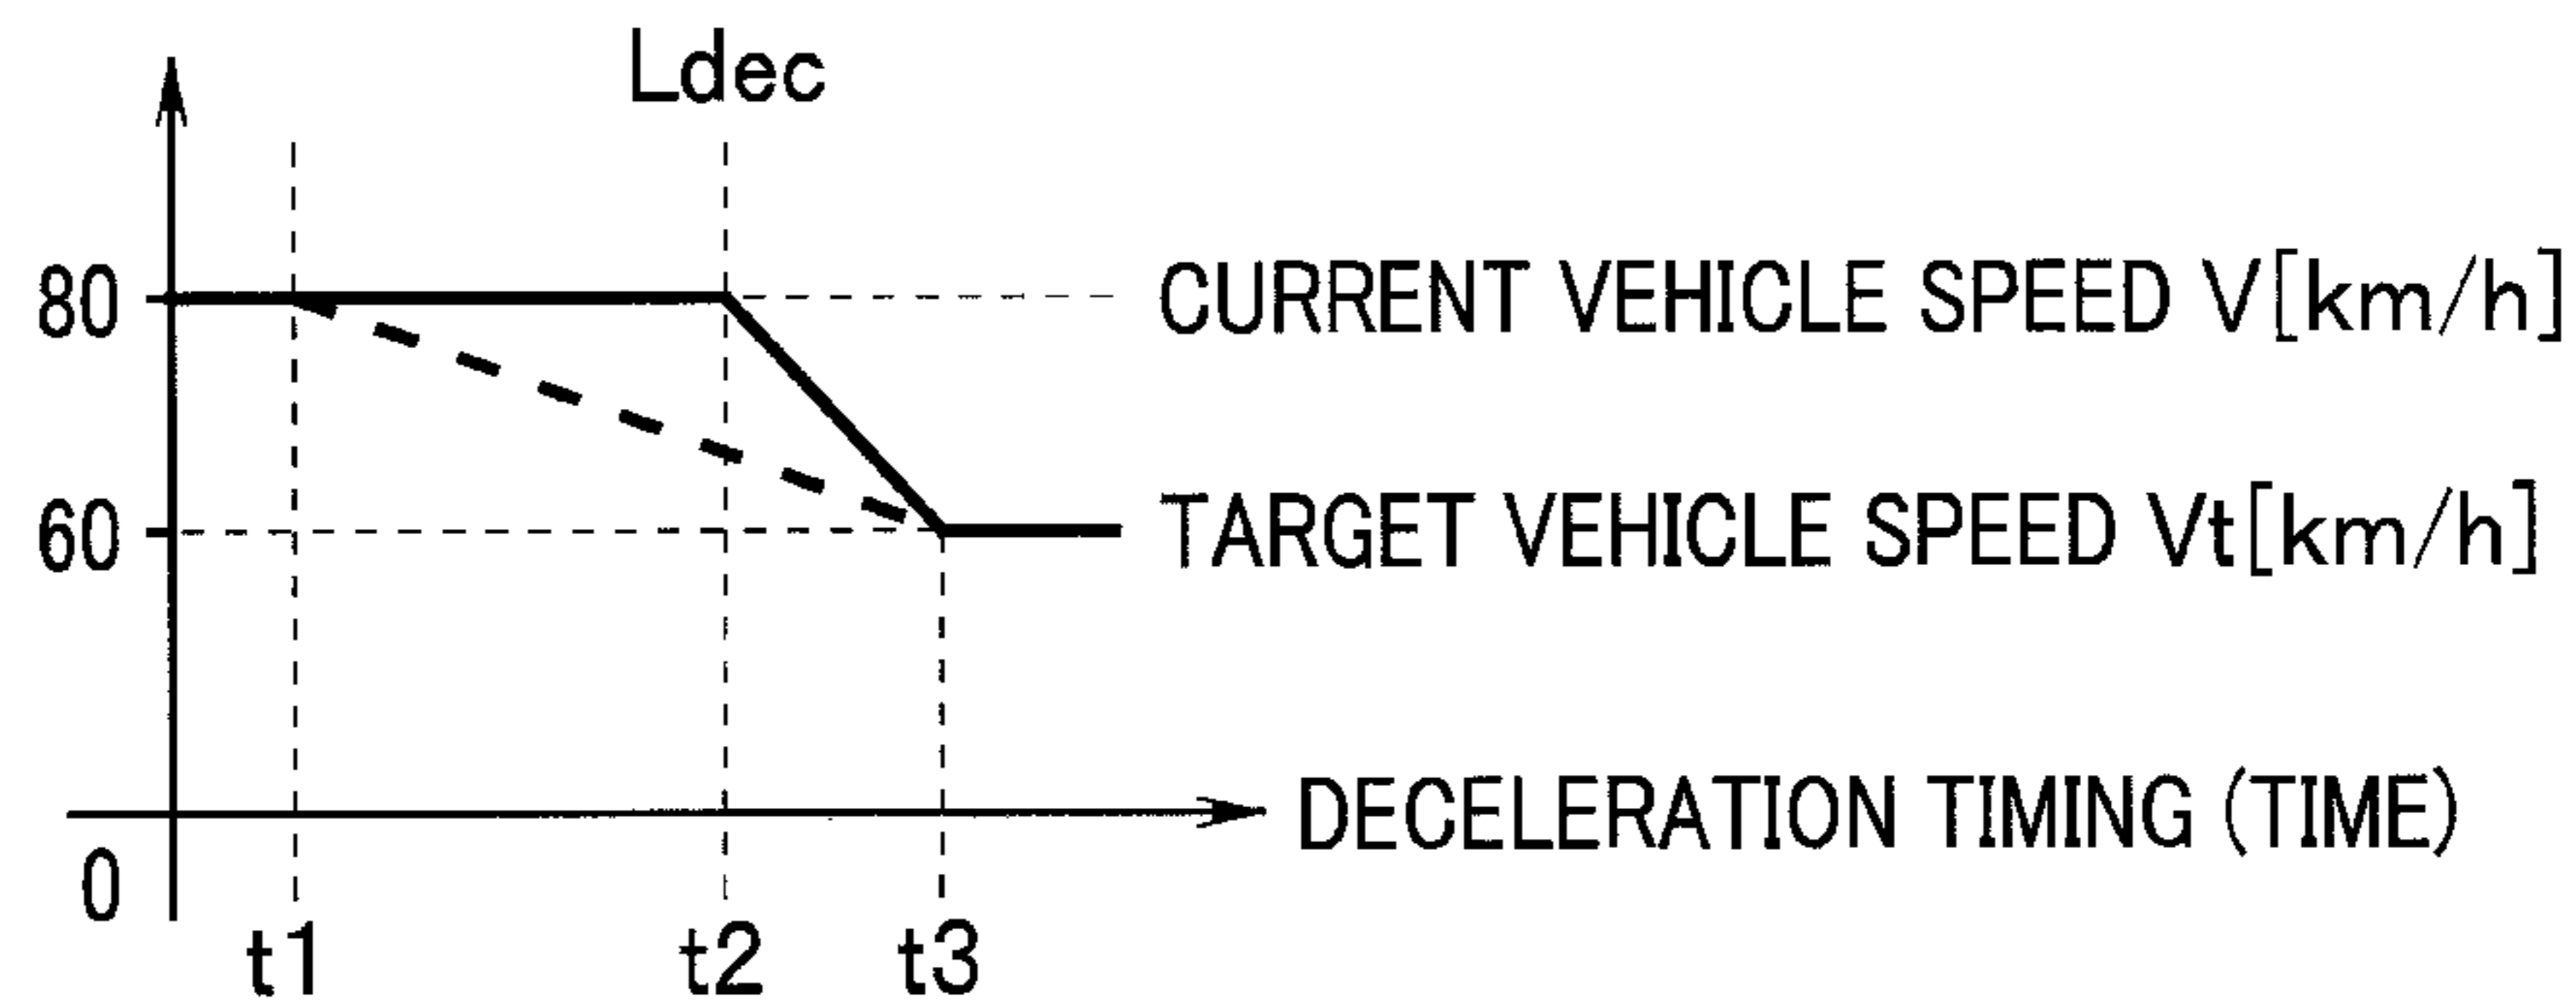 Ldec
80
CURRENT VEHICLE SPEED V[km/h]
60
TARGET VEHICLE SPEED Vt[km/h]
DECELERATION TIMING (TIME)
0
t1
t2
t3